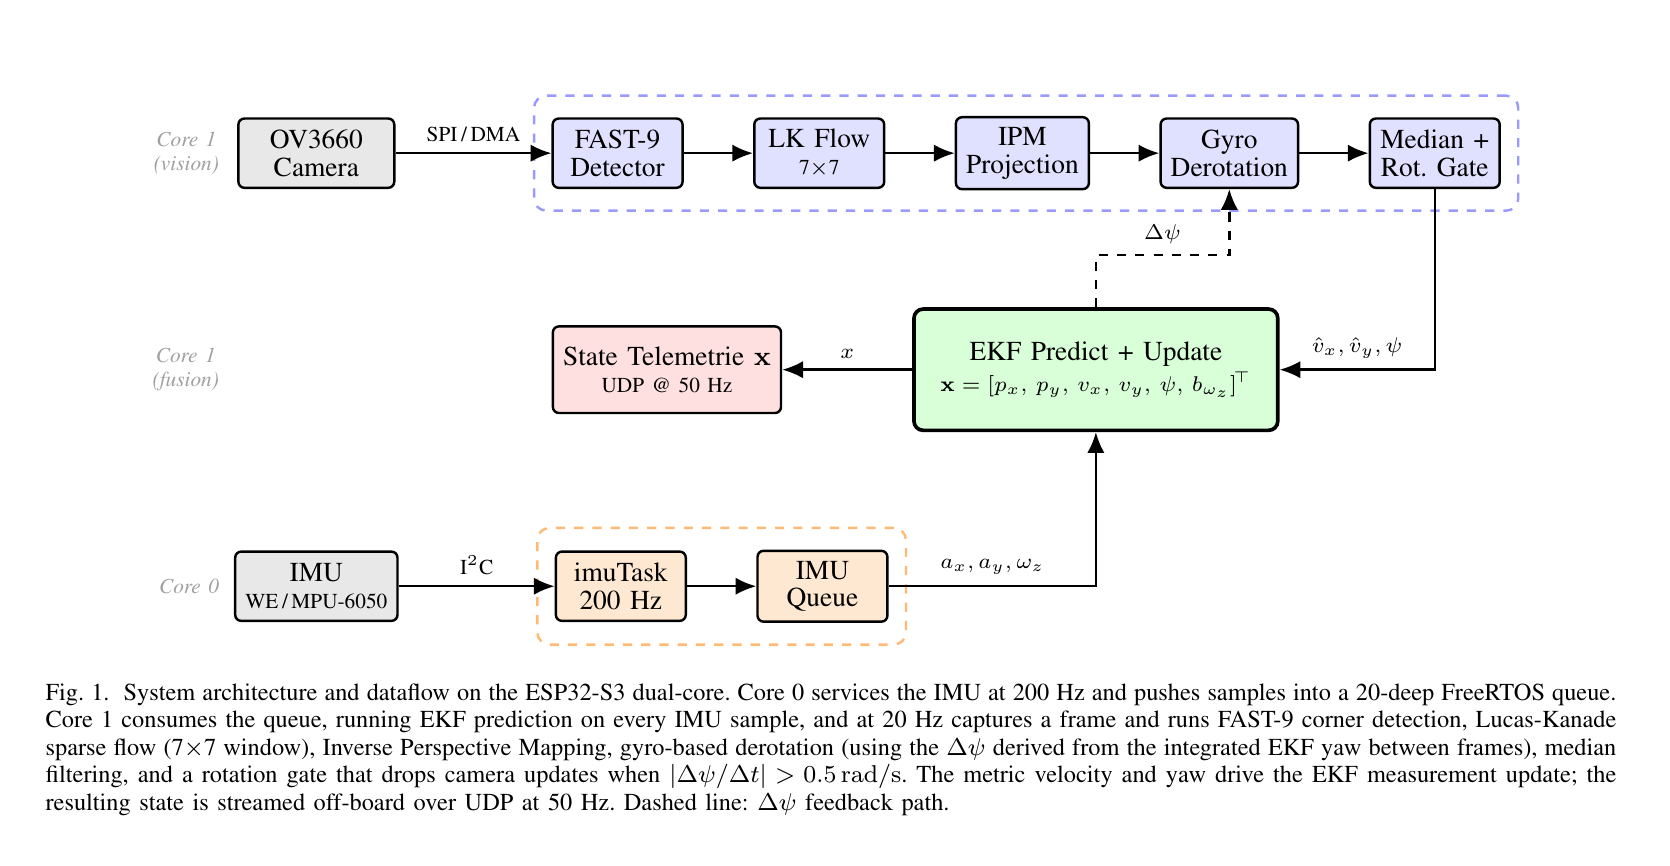 Core 1
(vision)
OV3660
Camera
SPI/DMA
FAST-9
Detector
LK Flow
7×7
IPM
Projection
Gyro
Derotation
Median +
Rot. Gate
Δψ
Core 1
(fusion)
State Telemetrie x
UDP @ 50 Hz
x
EKF Predict + Update
x = [p_x, p_y, v_x, v_y, ψ, b_{ω_z}]^⊤
v̂_x, v̂_y, ψ
Core 0
IMU
WE/MPU-6050
I²C
imuTask
200 Hz
IMU
Queue
a_x, a_y, ω_z
Fig. 1. System architecture and dataflow on the ESP32-S3 dual-core. Core 0 services the IMU at 200 Hz and pushes samples into a 20-deep FreeRTOS queue.
Core 1 consumes the queue, running EKF prediction on every IMU sample, and at 20 Hz captures a frame and runs FAST-9 corner detection, Lucas-Kanade
sparse flow (7×7 window), Inverse Perspective Mapping, gyro-based derotation (using the Δψ derived from the integrated EKF yaw between frames), median
filtering, and a rotation gate that drops camera updates when |Δψ/Δt| > 0.5 rad/s. The metric velocity and yaw drive the EKF measurement update; the
resulting state is streamed off-board over UDP at 50 Hz. Dashed line: Δψ feedback path.